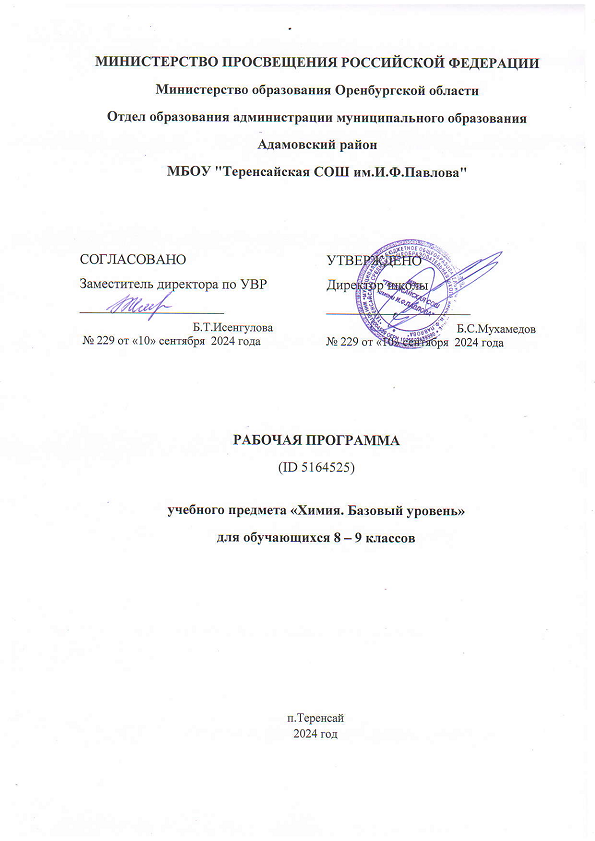 МИНИСТЕРСТВО ПРОСВЕЩЕНИЯ РОССИЙСКОЙ ФЕДЕРАЦИИ
Министерство образования Оренбургской области
Отдел образования администрации муниципального образования
Адамовский район
МБОУ "Теренсайская СОШ им.И.Ф.Павлова"
СОГЛАСОВАНО
Заместитель директора по УВР
Б.Т.Исенгулова
№ 229 от «10» сентября 2024 года
УТВЕРЖДЕНО
Директор школы
Б.С.Мухамедов
№ 229 от «10» сентября 2024 года
РАБОЧАЯ ПРОГРАММА
(ID 5164525)
учебного предмета «Химия. Базовый уровень»
для обучающихся 8 – 9 классов
п.Теренсай
2024 год